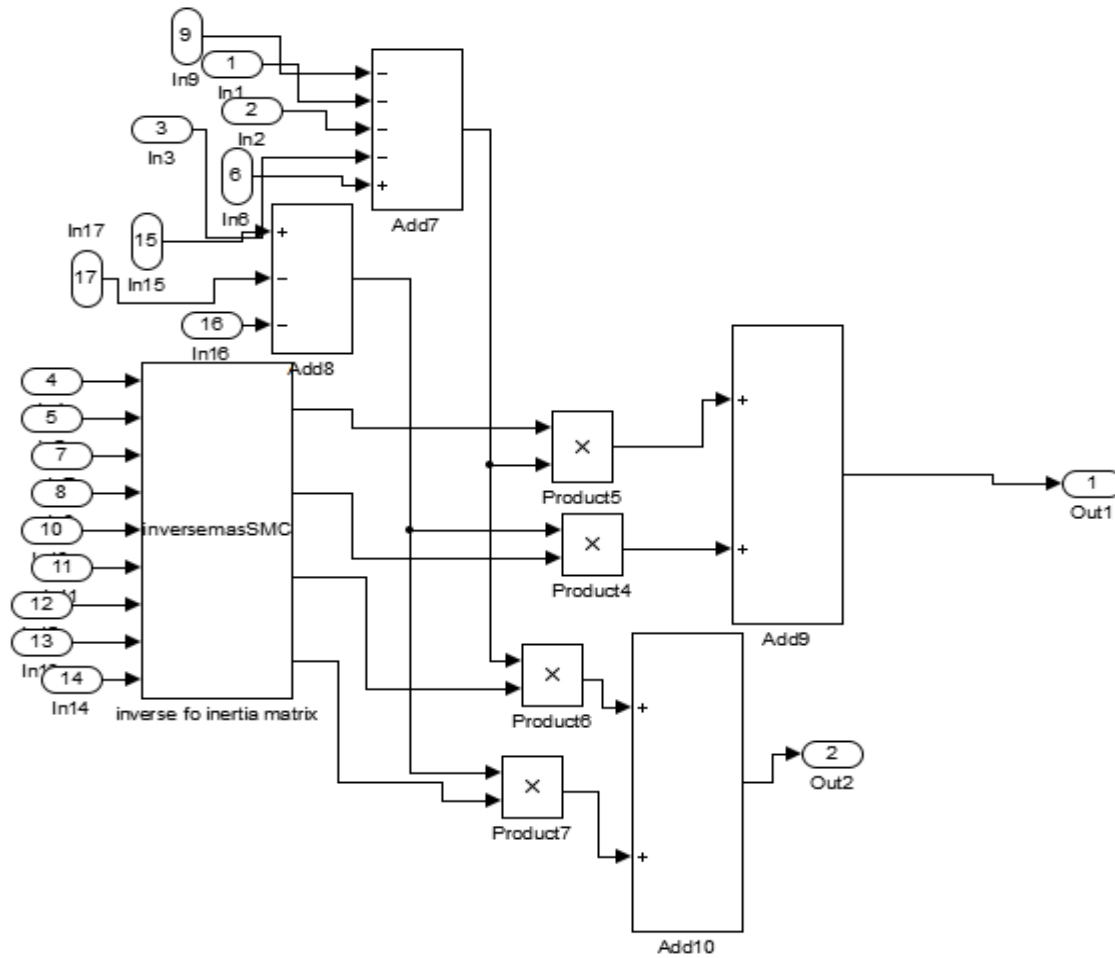 9
In9
1
In1
2
In2
3
In3
6
In6
−
−
−
−
+
Add7
In17
15
In15
17
16
In16
+
−
−
Add8
4
5
7
8
10
11
12
13
14
In14
inversemasSMC
inverse fo inertia matrix
×
Product5
×
Product4
×
Product6
×
Product7
+
+
Add9
+
+
Add10
1
Out1
2
Out2